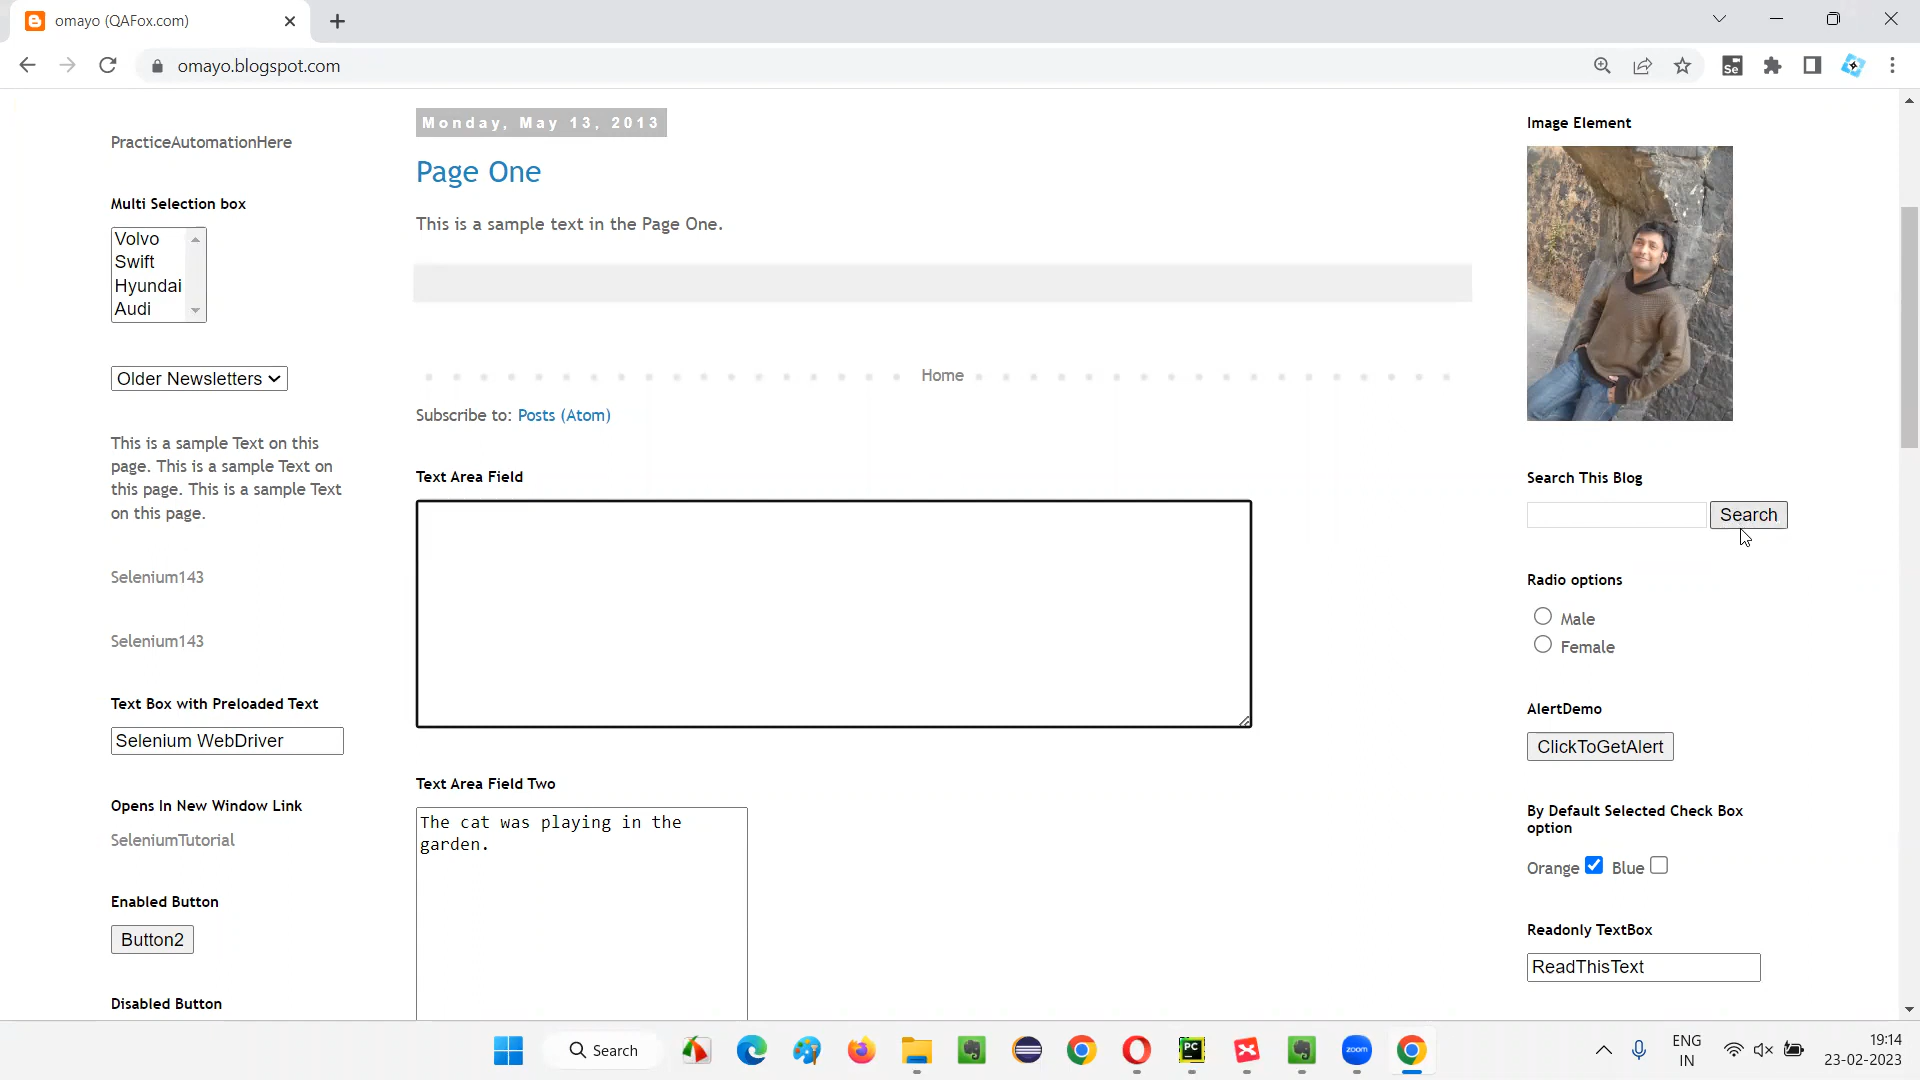 omayo (QAFox.com)
omayo.blogspot.com
Se
PracticeAutomationHere
Multi Selection box
Volvo
Swift
Hyundai
Audi
Older Newsletters
This is a sample Text on this
page. This is a sample Text on
this page. This is a sample Text
on this page.
Selenium143
Selenium143
Text Box with Preloaded Text
Selenium WebDriver
Opens In New Window Link
SeleniumTutorial
Enabled Button
Button2
Disabled Button
Monday, May 13, 2013
Page One
This is a sample text in the Page One.
Home
Subscribe to: Posts (Atom)
Text Area Field
Text Area Field Two
The cat was playing in the
garden.
Image Element
Search This Blog
Search
Radio options
Male
Female
AlertDemo
ClickToGetAlert
By Default Selected Check Box
option
Orange Blue
Readonly TextBox
ReadThisText
Search
PC
zoom
ENG
IN
19:14
23-02-2023